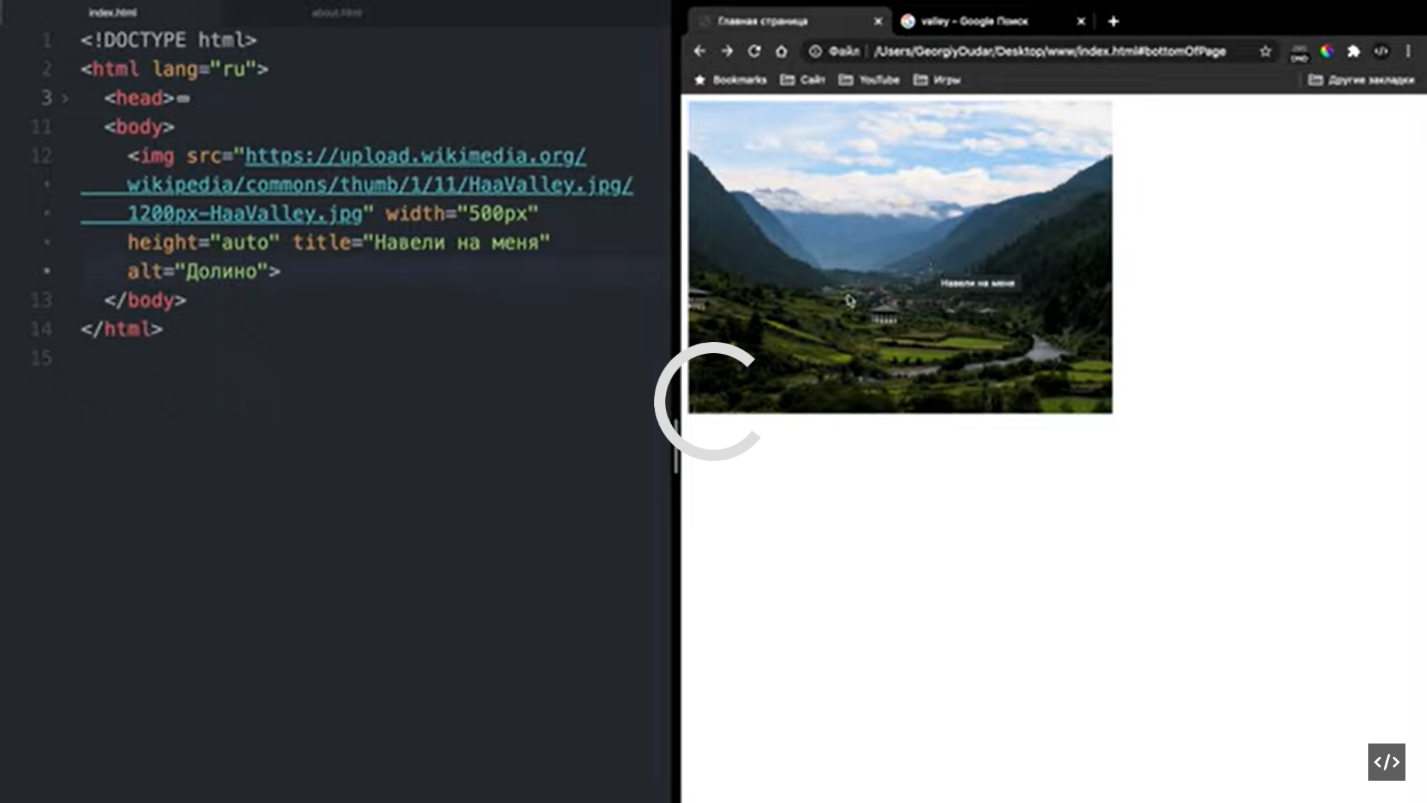 index.html
about.html
1 <!DOCTYPE html>
2 <html lang="ru">
3 <head>
11 <body>
12 <img src="https://upload.wikimedia.org/
wikipedia/commons/thumb/1/11/HaaValley.jpg/
1200px-HaaValley.jpg" width="500px"
height="auto" title="Навели на меня"
alt="Долино">
13 </body>
14 </html>
15
Главная страница
valley - Google Поиск
Файл /Users/GeorgiyDudar/Desktop/www/index.html#bottomOfPage
Bookmarks Сайт YouTube Игры Другие закладки
Навели на меня
</>